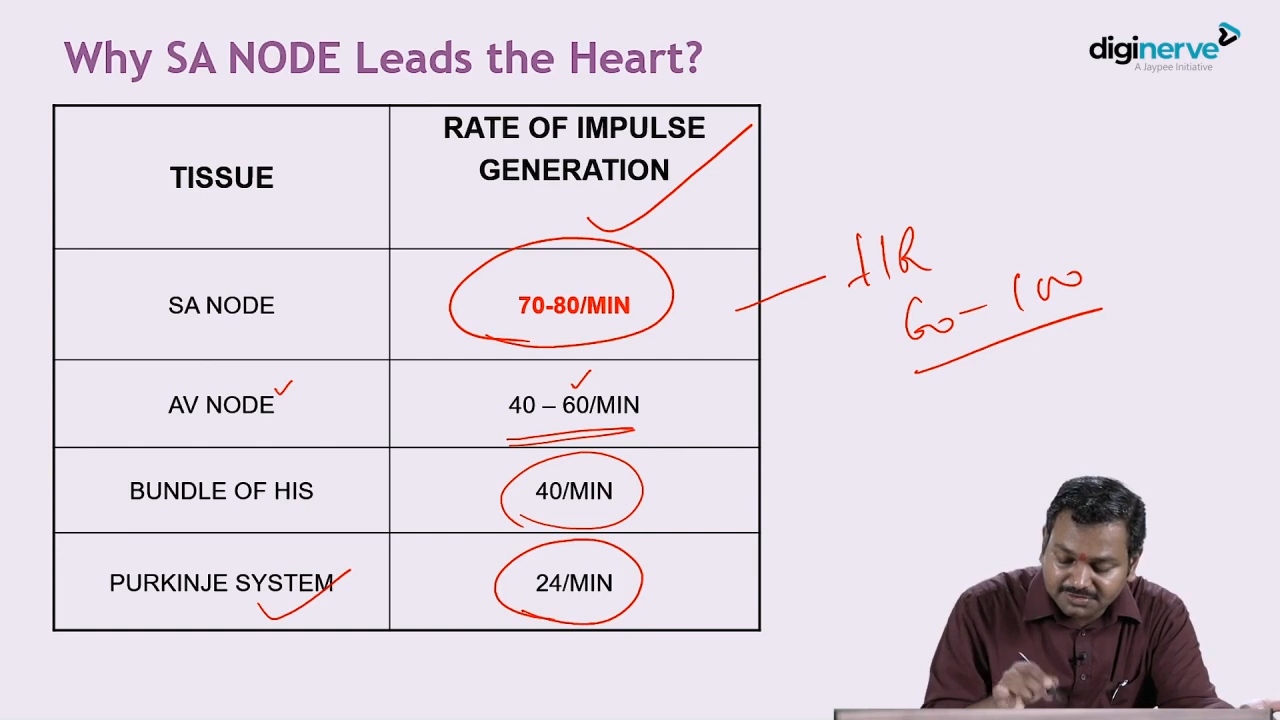 Why SA NODE Leads the Heart?
diginerve
A Jaypee Initiative
TISSUE
RATE OF IMPULSE
GENERATION
SA NODE
70-80/MIN
HR
60-100
AV NODE
40 – 60/MIN
BUNDLE OF HIS
40/MIN
PURKINJE SYSTEM
24/MIN